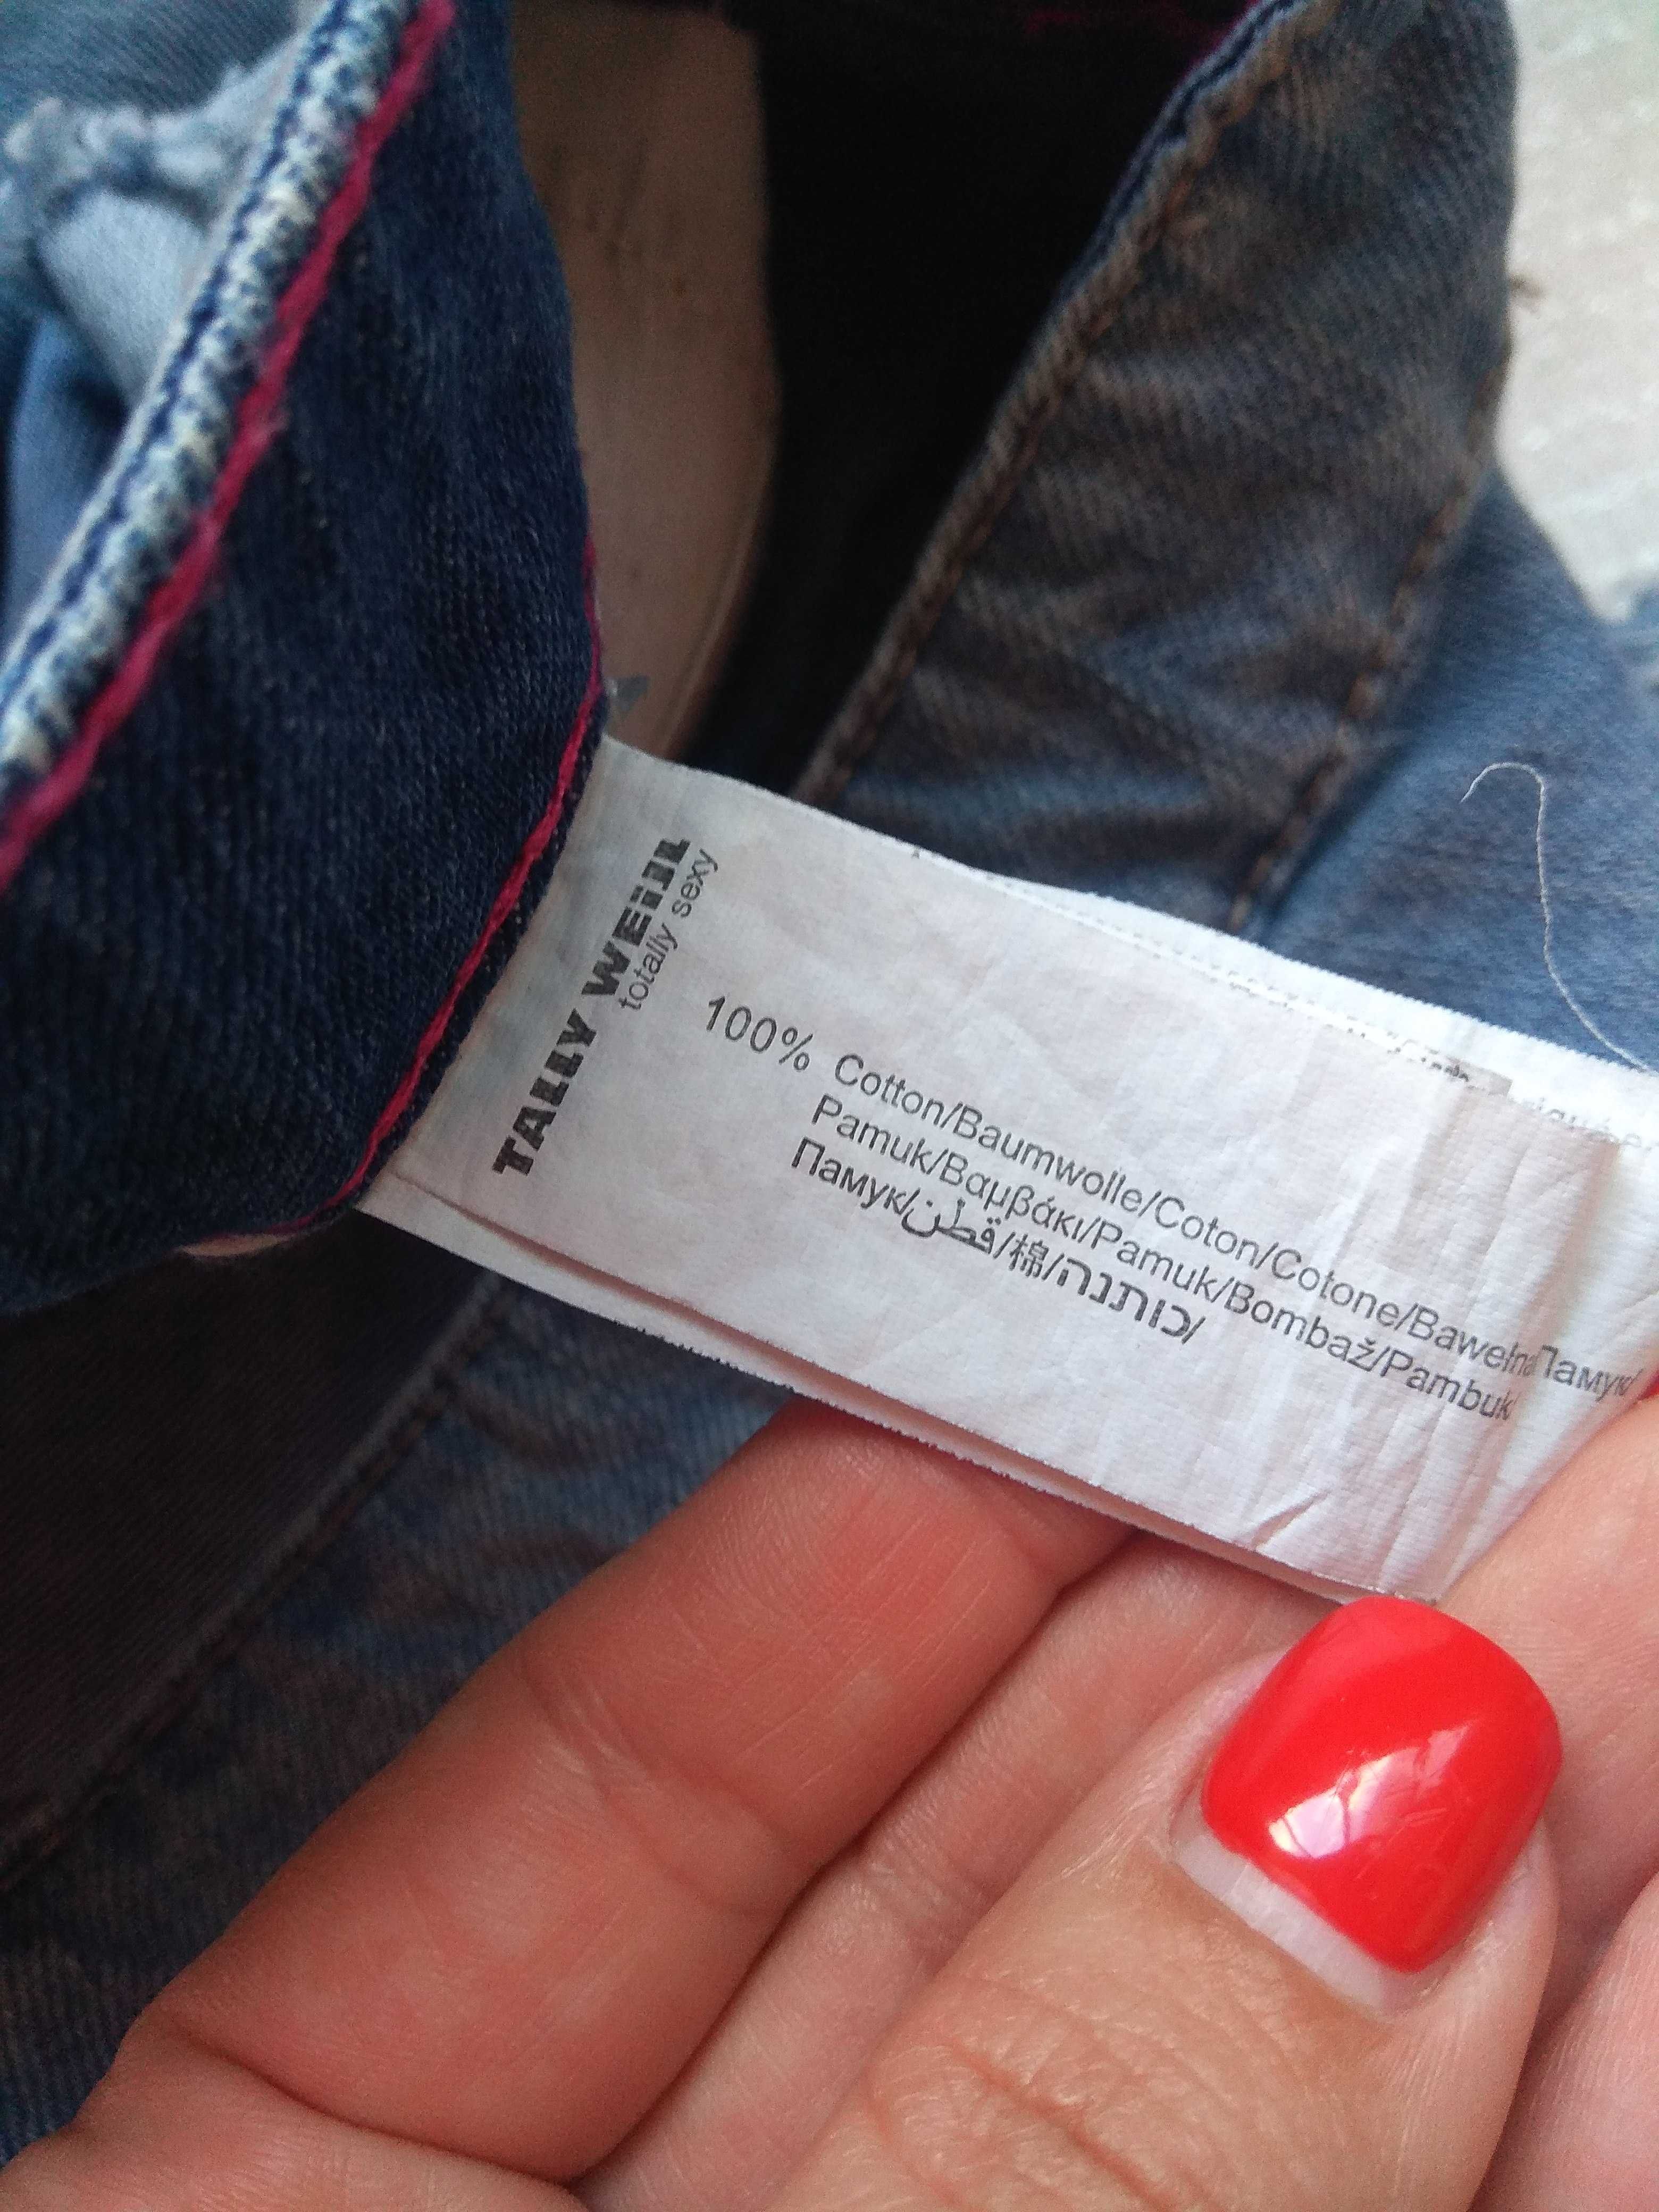 TALLY WEiJL
totally sexy
100% Cotton/Baumwolle/Coton/Cotone/Bawełna/Памук/
Pamuk/Βαμβάκι/Pamuk/Bombaž/Pambuk/
Памук/قطن/棉/כותנה/